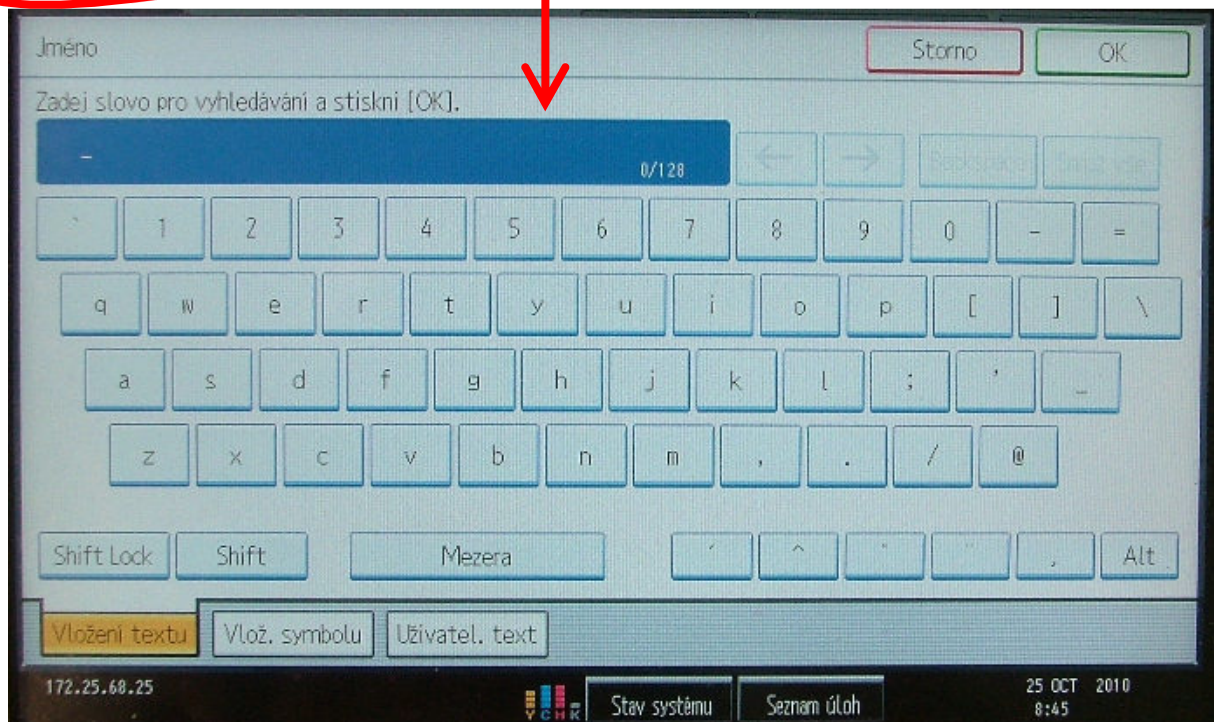 Jméno Storno OK
Zadej slovo pro vyhledávání a stiskni [OK].
_ 0/128 ← → Backspace
` 1 2 3 4 5 6 7 8 9 0 - =
q w e r t y u i o p [ ] \
a s d f g h j k l ; ' _
z x c v b n m , . / @
Shift Lock Shift Mezera ´ ^ ¸ Alt
Vložení textu Vlož. symbolu Uživatel. text
172.25.68.25 Y C M K Stav systému Seznam úloh 25 OCT 2010
8:45